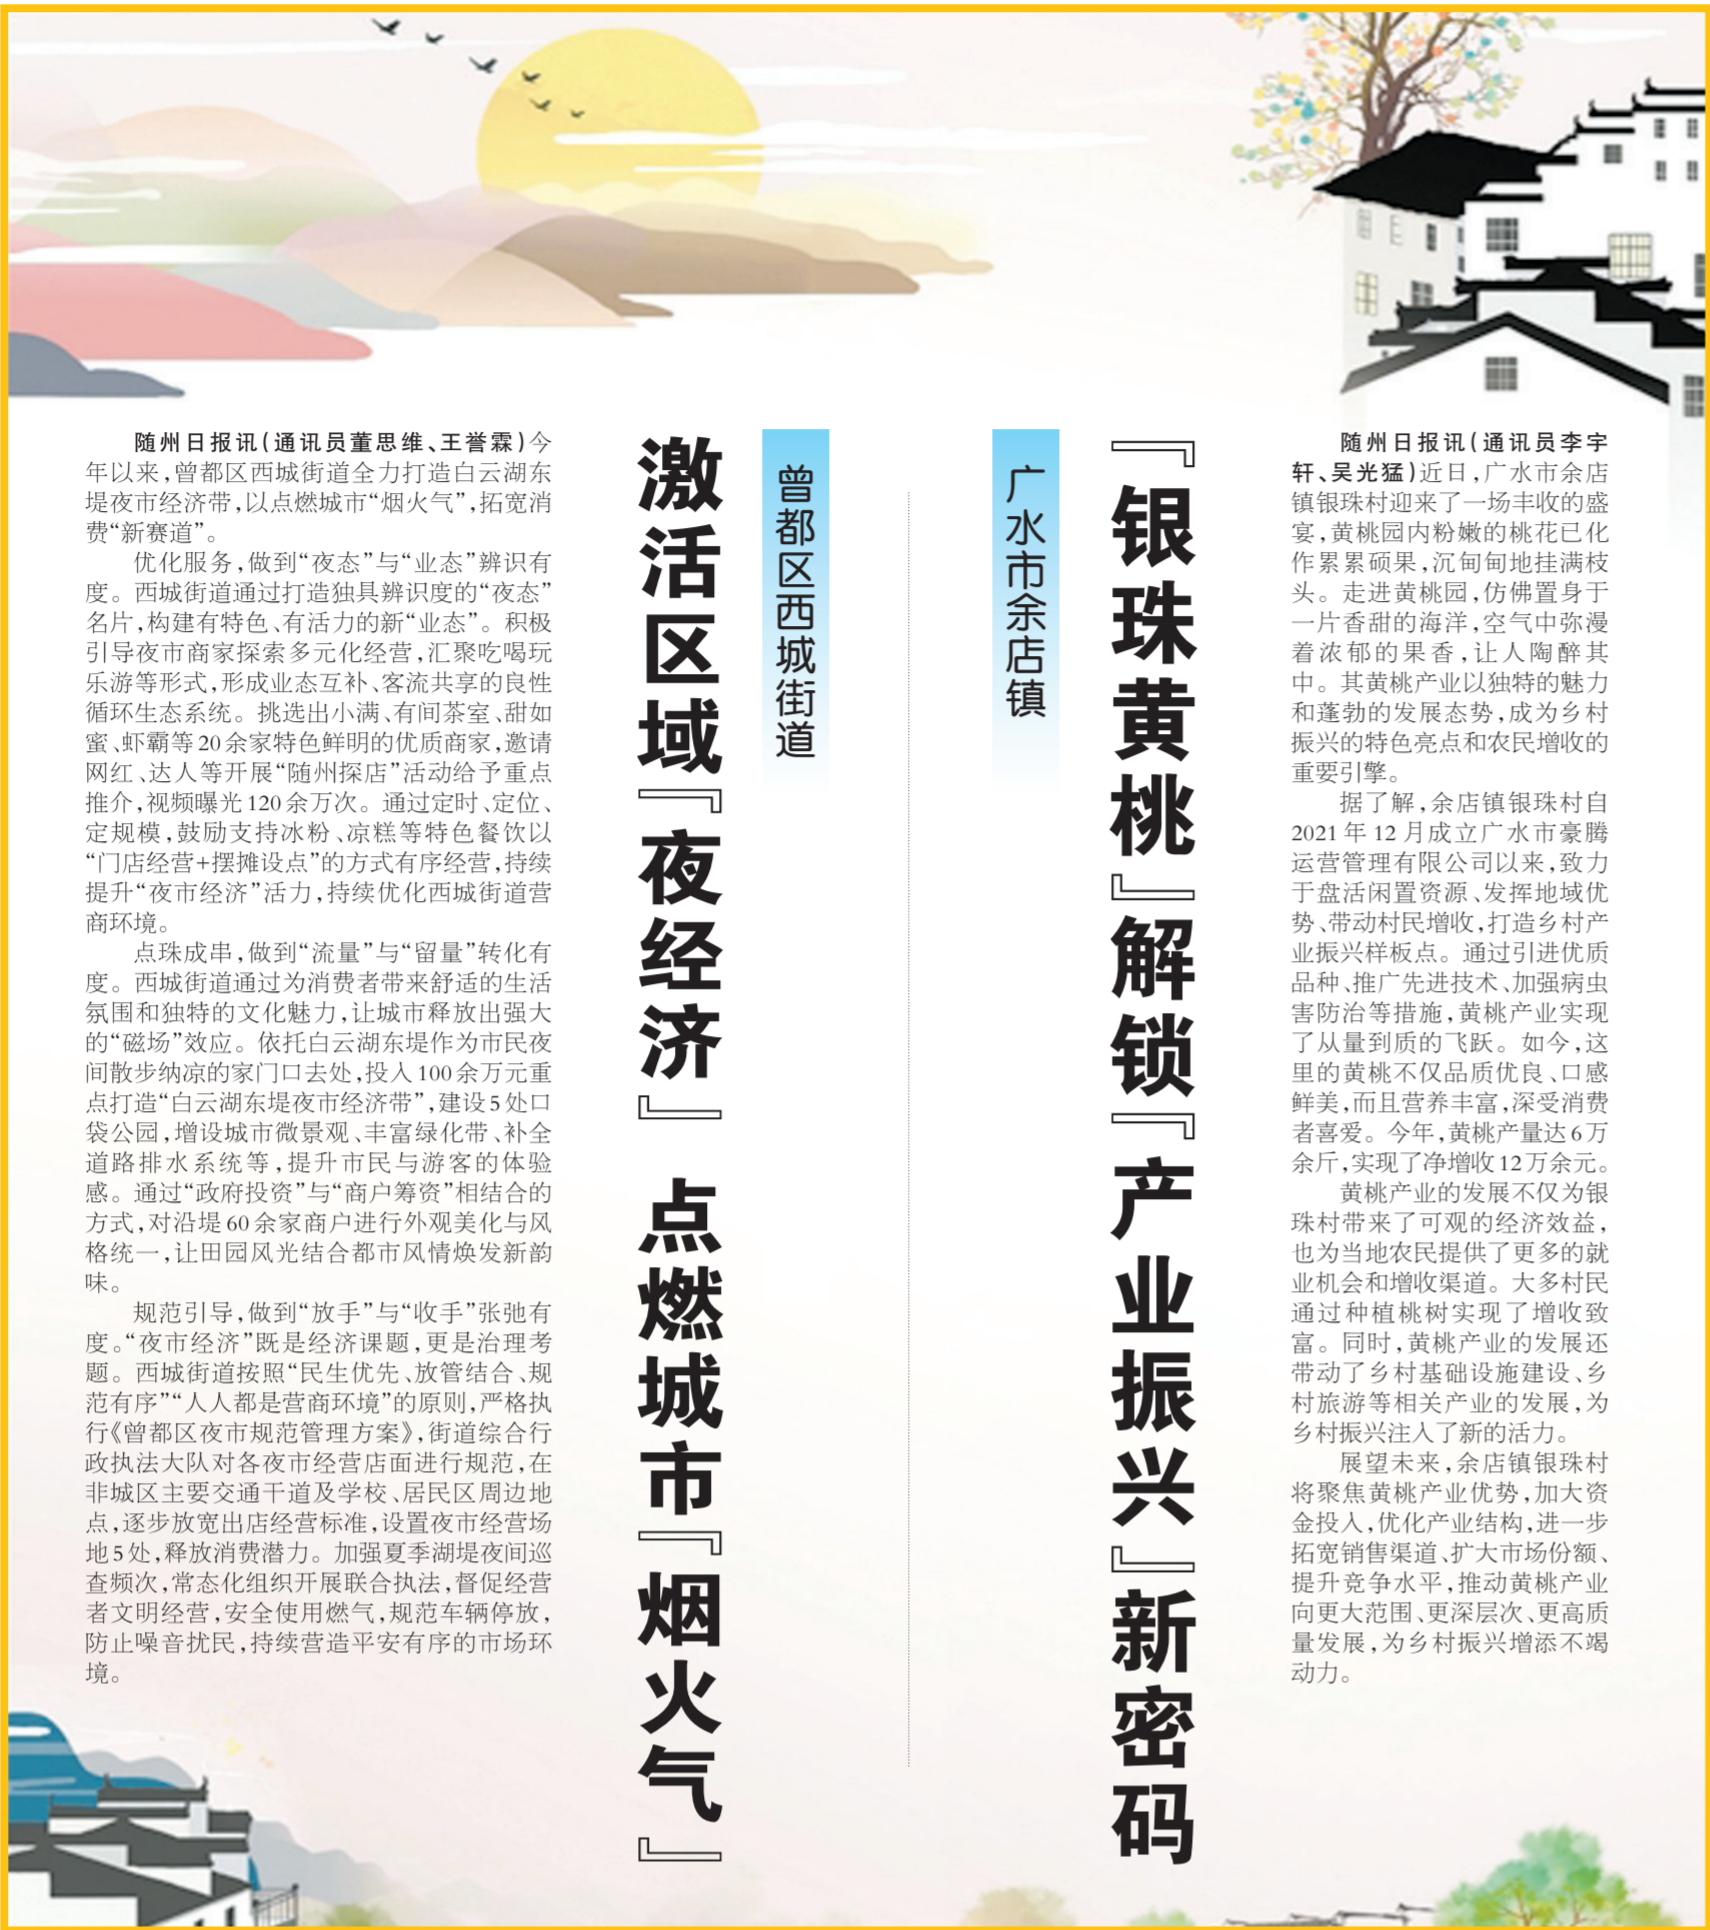 曾都区西城街道
激活区域『夜经济』 点燃城市『烟火气』
随州日报讯(通讯员董思维、王誉霖)今
年以来,曾都区西城街道全力打造白云湖东
堤夜市经济带,以点燃城市“烟火气”,拓宽消
费“新赛道”。
优化服务,做到“夜态”与“业态”辨识有
度。西城街道通过打造独具辨识度的“夜态”
名片,构建有特色、有活力的新“业态”。积极
引导夜市商家探索多元化经营,汇聚吃喝玩
乐游等形式,形成业态互补、客流共享的良性
循环生态系统。挑选出小满、有间茶室、甜如
蜜、虾霸等20余家特色鲜明的优质商家,邀请
网红、达人等开展“随州探店”活动给予重点
推介,视频曝光120余万次。通过定时、定位、
定规模,鼓励支持冰粉、凉糕等特色餐饮以
“门店经营+摆摊设点”的方式有序经营,持续
提升“夜市经济”活力,持续优化西城街道营
商环境。
点珠成串,做到“流量”与“留量”转化有
度。西城街道通过为消费者带来舒适的生活
氛围和独特的文化魅力,让城市释放出强大
的“磁场”效应。依托白云湖东堤作为市民夜
间散步纳凉的家门口去处,投入100余万元重
点打造“白云湖东堤夜市经济带”,建设5处口
袋公园,增设城市微景观、丰富绿化带、补全
道路排水系统等,提升市民与游客的体验
感。通过“政府投资”与“商户筹资”相结合的
方式,对沿堤60余家商户进行外观美化与风
格统一,让田园风光结合都市风情焕发新韵
味。
规范引导,做到“放手”与“收手”张弛有
度。“夜市经济”既是经济课题,更是治理考
题。西城街道按照“民生优先、放管结合、规
范有序”“人人都是营商环境”的原则,严格执
行《曾都区夜市规范管理方案》,街道综合行
政执法大队对各夜市经营店面进行规范,在
非城区主要交通干道及学校、居民区周边地
点,逐步放宽出店经营标准,设置夜市经营场
地5处,释放消费潜力。加强夏季湖堤夜间巡
查频次,常态化组织开展联合执法,督促经营
者文明经营,安全使用燃气,规范车辆停放,
防止噪音扰民,持续营造平安有序的市场环
境。
广水市余店镇
『银珠黄桃』解锁『产业振兴』新密码
随州日报讯(通讯员李宇
轩、吴光猛)近日,广水市余店
镇银珠村迎来了一场丰收的盛
宴,黄桃园内粉嫩的桃花已化
作累累硕果,沉甸甸地挂满枝
头。走进黄桃园,仿佛置身于
一片香甜的海洋,空气中弥漫
着浓郁的果香,让人陶醉其
中。其黄桃产业以独特的魅力
和蓬勃的发展态势,成为乡村
振兴的特色亮点和农民增收的
重要引擎。
据了解,余店镇银珠村自
2021年12月成立广水市豪腾
运营管理有限公司以来,致力
于盘活闲置资源、发挥地域优
势、带动村民增收,打造乡村产
业振兴样板点。通过引进优质
品种、推广先进技术、加强病虫
害防治等措施,黄桃产业实现
了从量到质的飞跃。如今,这
里的黄桃不仅品质优良、口感
鲜美,而且营养丰富,深受消费
者喜爱。今年,黄桃产量达6万
余斤,实现了净增收12万余元。
黄桃产业的发展不仅为银
珠村带来了可观的经济效益,
也为当地农民提供了更多的就
业机会和增收渠道。大多村民
通过种植桃树实现了增收致
富。同时,黄桃产业的发展还
带动了乡村基础设施建设、乡
村旅游等相关产业的发展,为
乡村振兴注入了新的活力。
展望未来,余店镇银珠村
将聚焦黄桃产业优势,加大资
金投入,优化产业结构,进一步
拓宽销售渠道、扩大市场份额、
提升竞争水平,推动黄桃产业
向更大范围、更深层次、更高质
量发展,为乡村振兴增添不竭
动力。